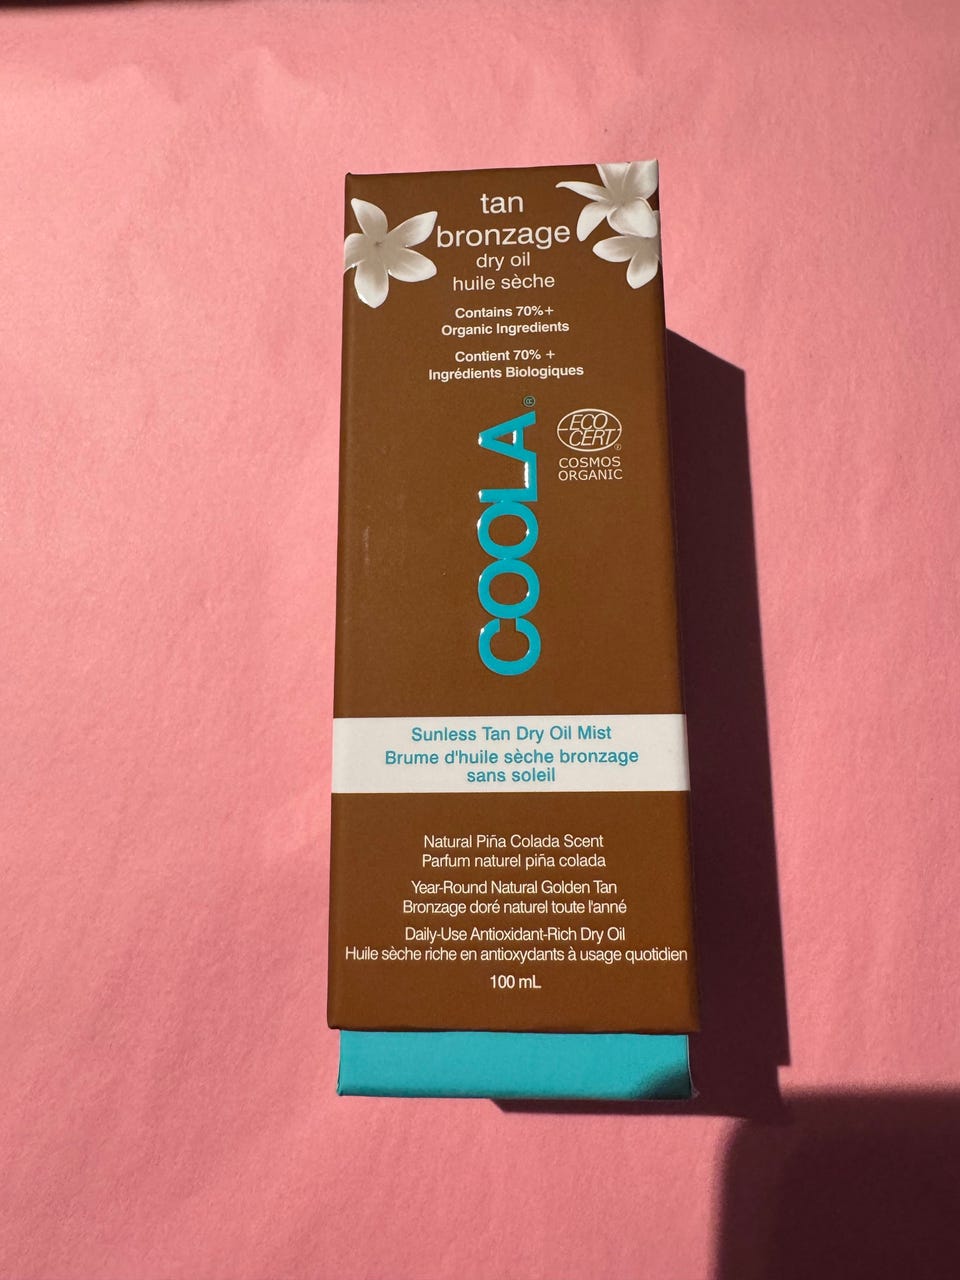 tan
bronzage
dry oil
huile sèche
Contains 70%+
Organic Ingredients
Contient 70% +
Ingrédients Biologiques
COOLA®
ECO
CERT
COSMOS
ORGANIC
Sunless Tan Dry Oil Mist
Brume d'huile sèche bronzage
sans soleil
Natural Piña Colada Scent
Parfum naturel piña colada
Year-Round Natural Golden Tan
Bronzage doré naturel toute l'anné
Daily-Use Antioxidant-Rich Dry Oil
Huile sèche riche en antioxydants à usage quotidien
100 mL